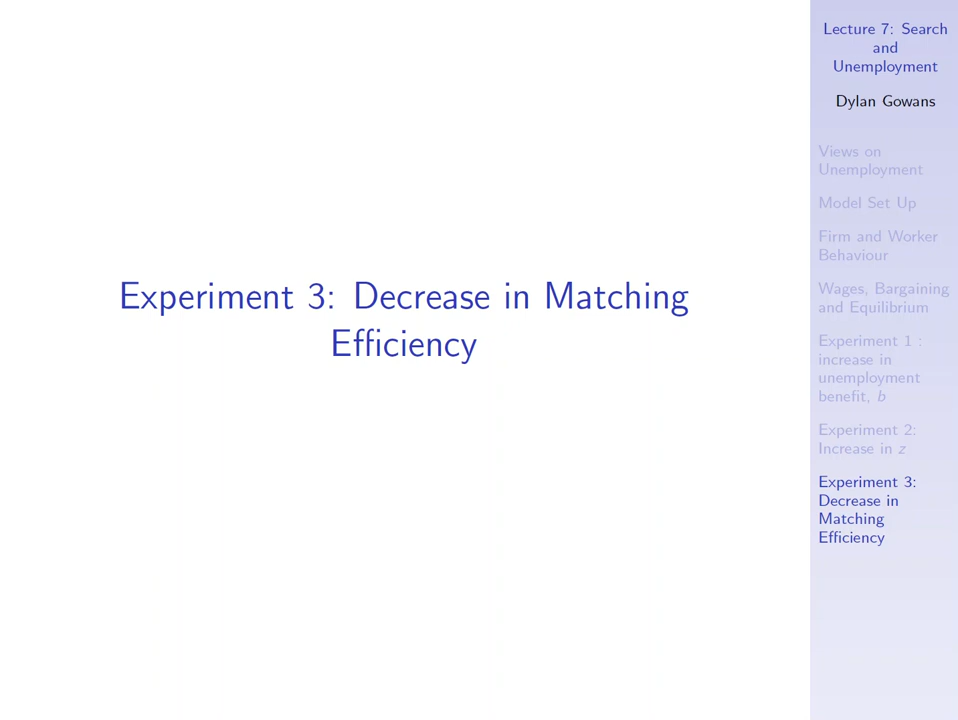 Experiment 3: Decrease in Matching
Efficiency
Lecture 7: Search
and
Unemployment
Dylan Gowans
Views on
Unemployment
Model Set Up
Firm and Worker
Behaviour
Wages, Bargaining
and Equilibrium
Experiment 1 :
increase in
unemployment
benefit, b
Experiment 2:
Increase in z
Experiment 3:
Decrease in
Matching
Efficiency